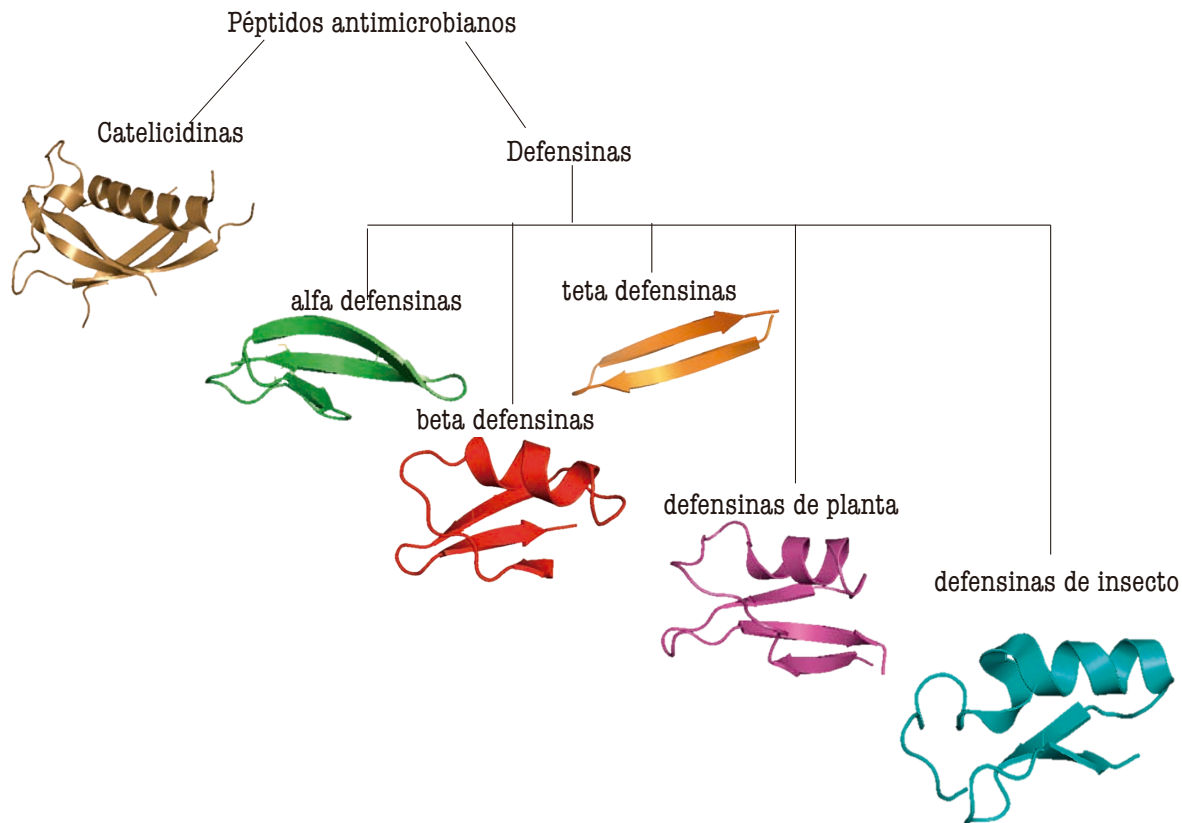 Péptidos antimicrobianos
Catelicidinas
Defensinas
alfa defensinas
teta defensinas
beta defensinas
defensinas de planta
defensinas de insecto